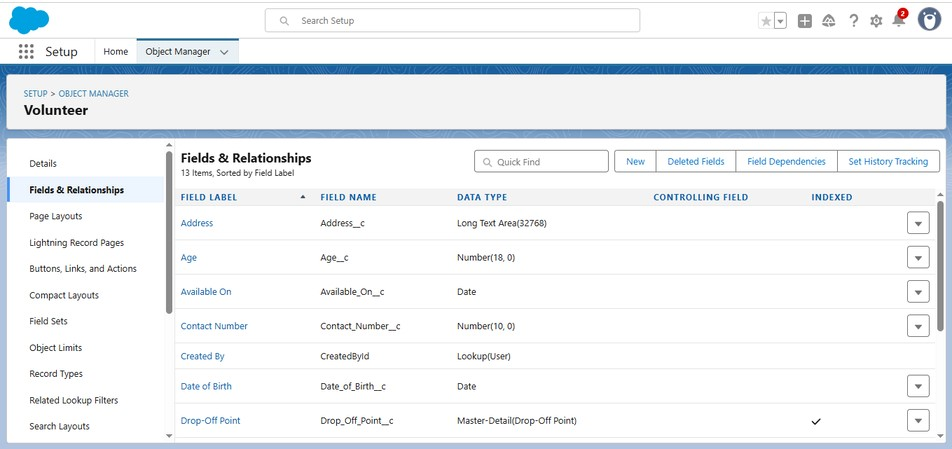 Search Setup
2
Setup Home Object Manager
SETUP > OBJECT MANAGER
Volunteer
Details
Fields & Relationships
Page Layouts
Lightning Record Pages
Buttons, Links, and Actions
Compact Layouts
Field Sets
Object Limits
Record Types
Related Lookup Filters
Search Layouts
Fields & Relationships
13 Items, Sorted by Field Label
Quick Find New Deleted Fields Field Dependencies Set History Tracking
FIELD LABEL FIELD NAME DATA TYPE CONTROLLING FIELD INDEXED
Address Address__c Long Text Area(32768)
Age Age__c Number(18, 0)
Available On Available_On__c Date
Contact Number Contact_Number__c Number(10, 0)
Created By CreatedById Lookup(User)
Date of Birth Date_of_Birth__c Date
Drop-Off Point Drop_Off_Point__c Master-Detail(Drop-Off Point)